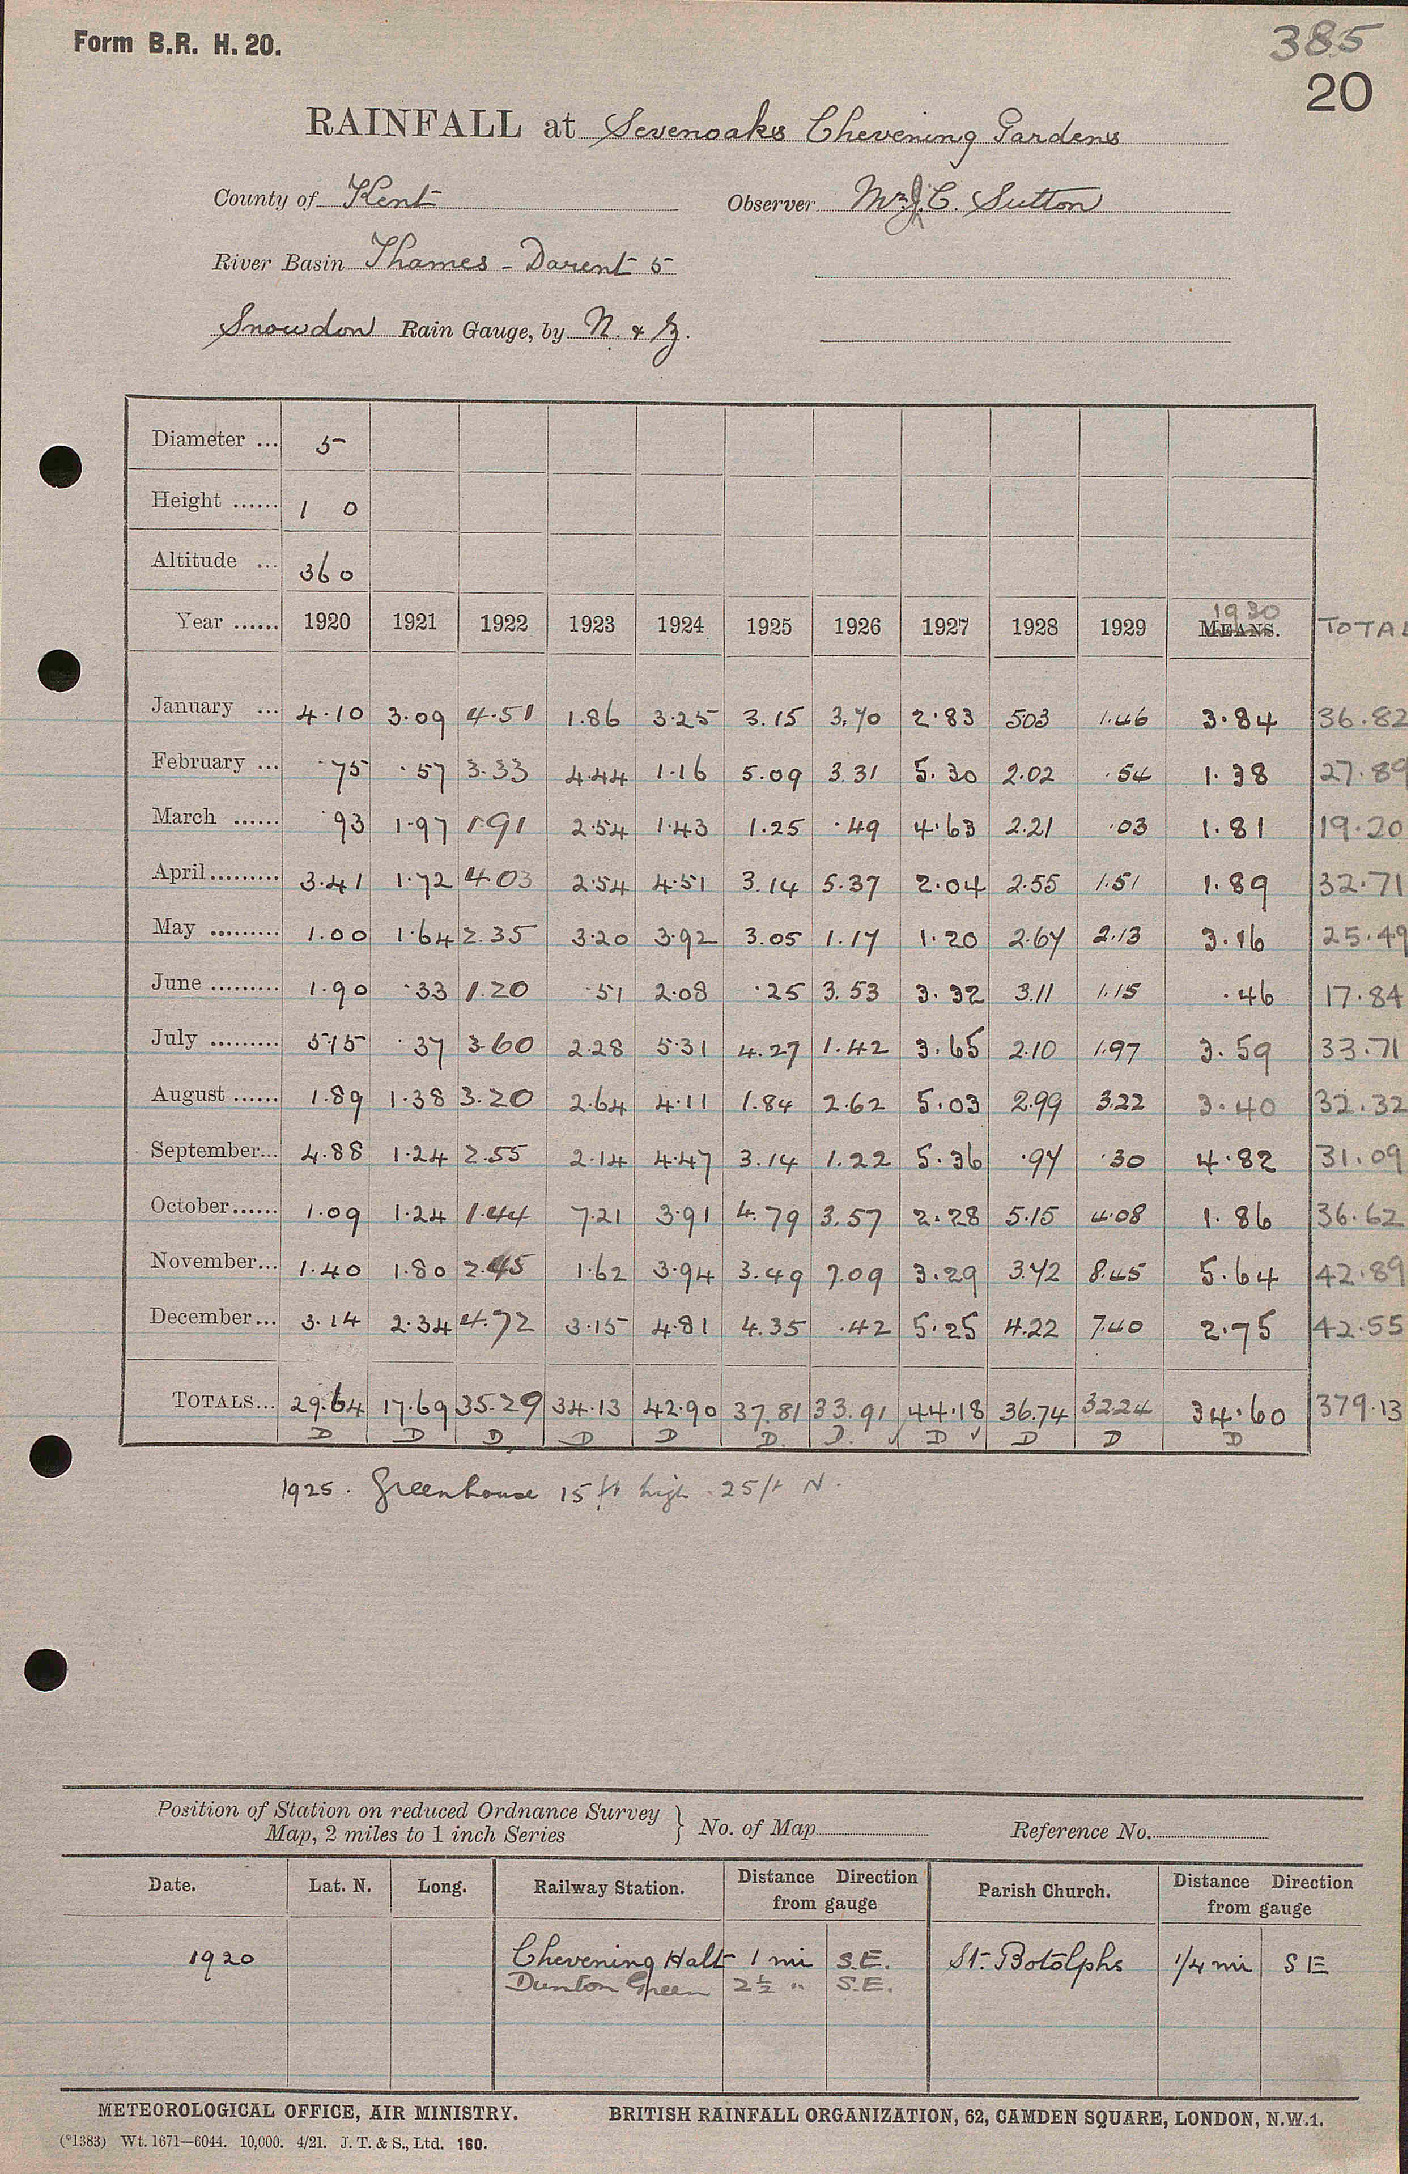 Form B.R. H. 20.
385
20
RAINFALL at Sevenoaks Chevening Gardens
County of Kent Observer Mr J. C. Sutton
River Basin Thames - Darent 5
Snowdon Rain Gauge, by N. & Z.
Diameter ... 5
Height ...... 1 0
Altitude ... 360
Year ...... 1920 1921 1922 1923 1924 1925 1926 1927 1928 1929 MEANS. 1930 TOTAL
January ... 4.10 3.09 4.51 1.86 3.25 3.15 3.70 2.83 503 1.46 3.84 36.82
February ... .75 .57 3.33 4.44 1.16 5.09 3.31 5.30 2.02 .54 1.38 27.89
March ...... .93 1.97 1.91 2.54 1.43 1.25 .49 4.63 2.21 .03 1.81 19.20
April......... 3.41 1.72 4.03 2.54 4.51 3.14 5.37 2.04 2.55 1.51 1.89 32.71
May ......... 1.00 1.64 2.35 3.20 3.92 3.05 1.17 1.20 2.67 2.13 3.16 25.49
June ......... 1.90 .33 1.20 .51 2.08 .25 3.53 3.32 3.11 1.15 .46 17.84
July ......... 5.15 .37 3.60 2.28 5.31 4.27 1.42 3.65 2.10 1.97 3.59 33.71
August ...... 1.89 1.38 3.20 2.64 4.11 1.84 2.62 5.03 2.99 3.22 3.40 32.32
September... 4.88 1.24 2.55 2.14 4.47 3.14 1.22 5.36 .97 .30 4.82 31.09
October...... 1.09 1.24 1.44 7.21 3.91 4.79 3.57 2.28 5.15 4.08 1.86 36.62
November... 1.40 1.80 2.45 1.62 3.94 3.49 7.09 3.29 3.72 8.45 5.64 42.89
December... 3.14 2.34 4.72 3.15 4.81 4.35 .42 5.25 4.22 7.40 2.75 42.55
TOTALS... 29.64 17.69 35.29 34.13 42.90 37.81 33.91 44.18 36.74 32.24 34.60 379.13
D D D D D D. D. ✓ D ✓ D D D
1925. Greenhouse 15 ft high 25 ft N.
Position of Station on reduced Ordnance Survey Map, 2 miles to 1 inch Series } No. of Map Reference No.
Date. Lat. N. Long. Railway Station. Distance Direction from gauge Parish Church. Distance Direction from gauge
1920 Chevening Halt 1 mi S.E. St. Botolphs 1/4 mi S E
Dunton Green 2½ " S.E.
METEOROLOGICAL OFFICE, AIR MINISTRY. BRITISH RAINFALL ORGANIZATION, 62, CAMDEN SQUARE, LONDON, N.W.1.
(*1383) Wt. 1671—6044. 10,000. 4/21. J. T. & S., Ltd. 160.